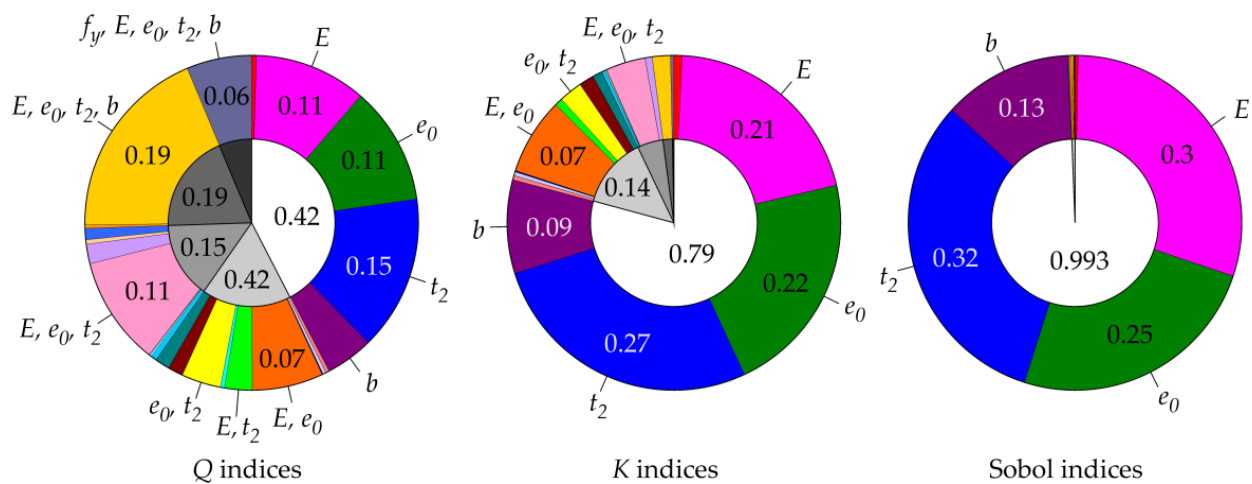 f_y, E, e_0, t_2, b
E
0.06
0.11
E, e_0, t_2, b
e_0
0.11
0.19
0.19
0.42
0.15
0.15
0.42
t_2
0.11
E, e_0, t_2
0.07
b
e_0, t_2
E, t_2
E, e_0
Q indices
E, e_0, t_2
e_0, t_2
E
E, e_0
0.21
0.07
0.14
b
0.09
0.79
0.22
e_0
0.27
t_2
K indices
b
0.13
E
0.3
t_2
0.32
0.993
0.25
e_0
Sobol indices